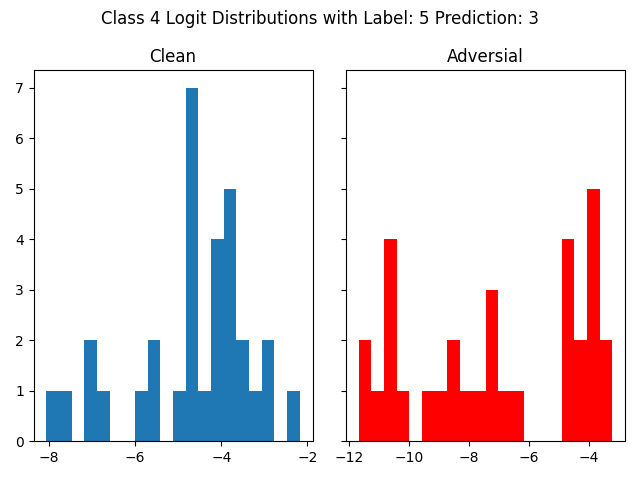 Class 4 Logit Distributions with Label: 5 Prediction: 3
Clean
Adversial
7
6
5
4
3
2
1
0
−8 −6 −4 −2
−12 −10 −8 −6 −4